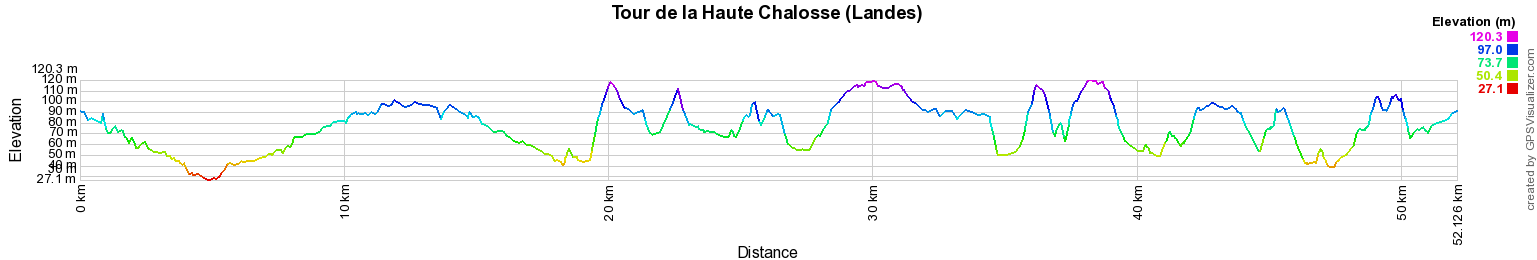 Tour de la Haute Chalosse (Landes)
Elevation (m)
120.3
97.0
73.7
50.4
27.1
120.3 m
120 m
110 m
100 m
90 m
80 m
70 m
60 m
50 m
40 m
30 m
27.1 m
Elevation
0 km
10 km
20 km
30 km
40 km
50 km
52.126 km
Distance
created by GPSVisualizer.com